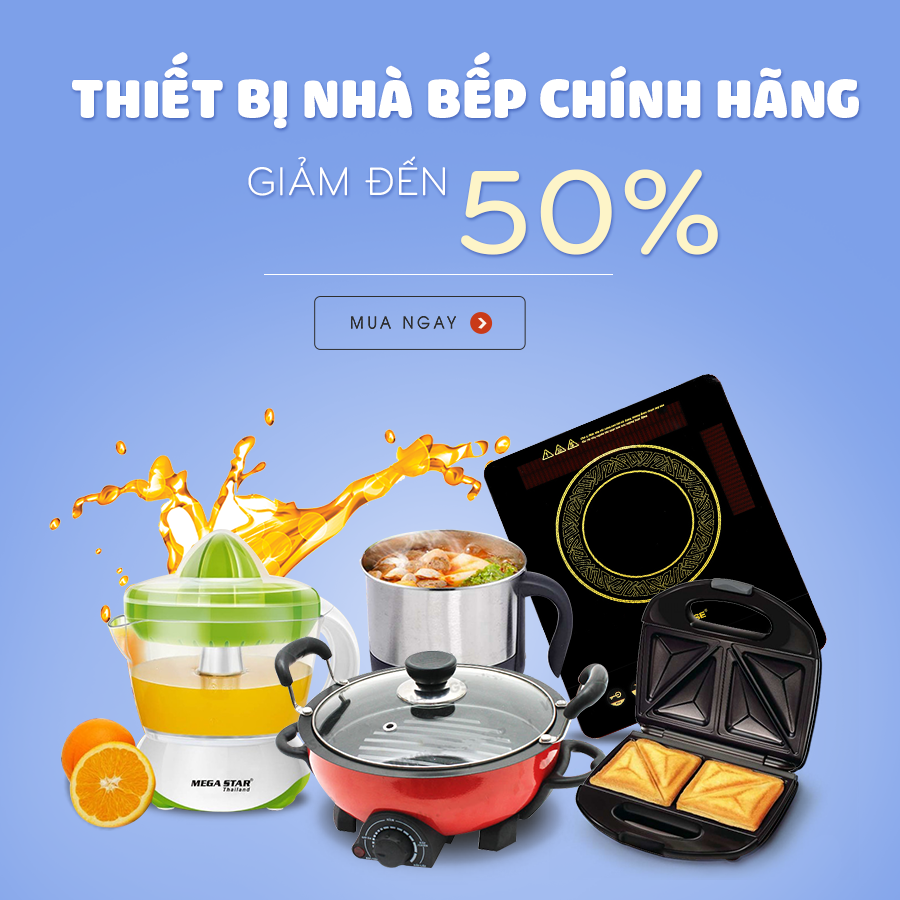 THIẾT BỊ NHÀ BẾP CHÍNH HÃNG
GIẢM ĐẾN 50%
MUA NGAY
MEGA STAR®
Thailand